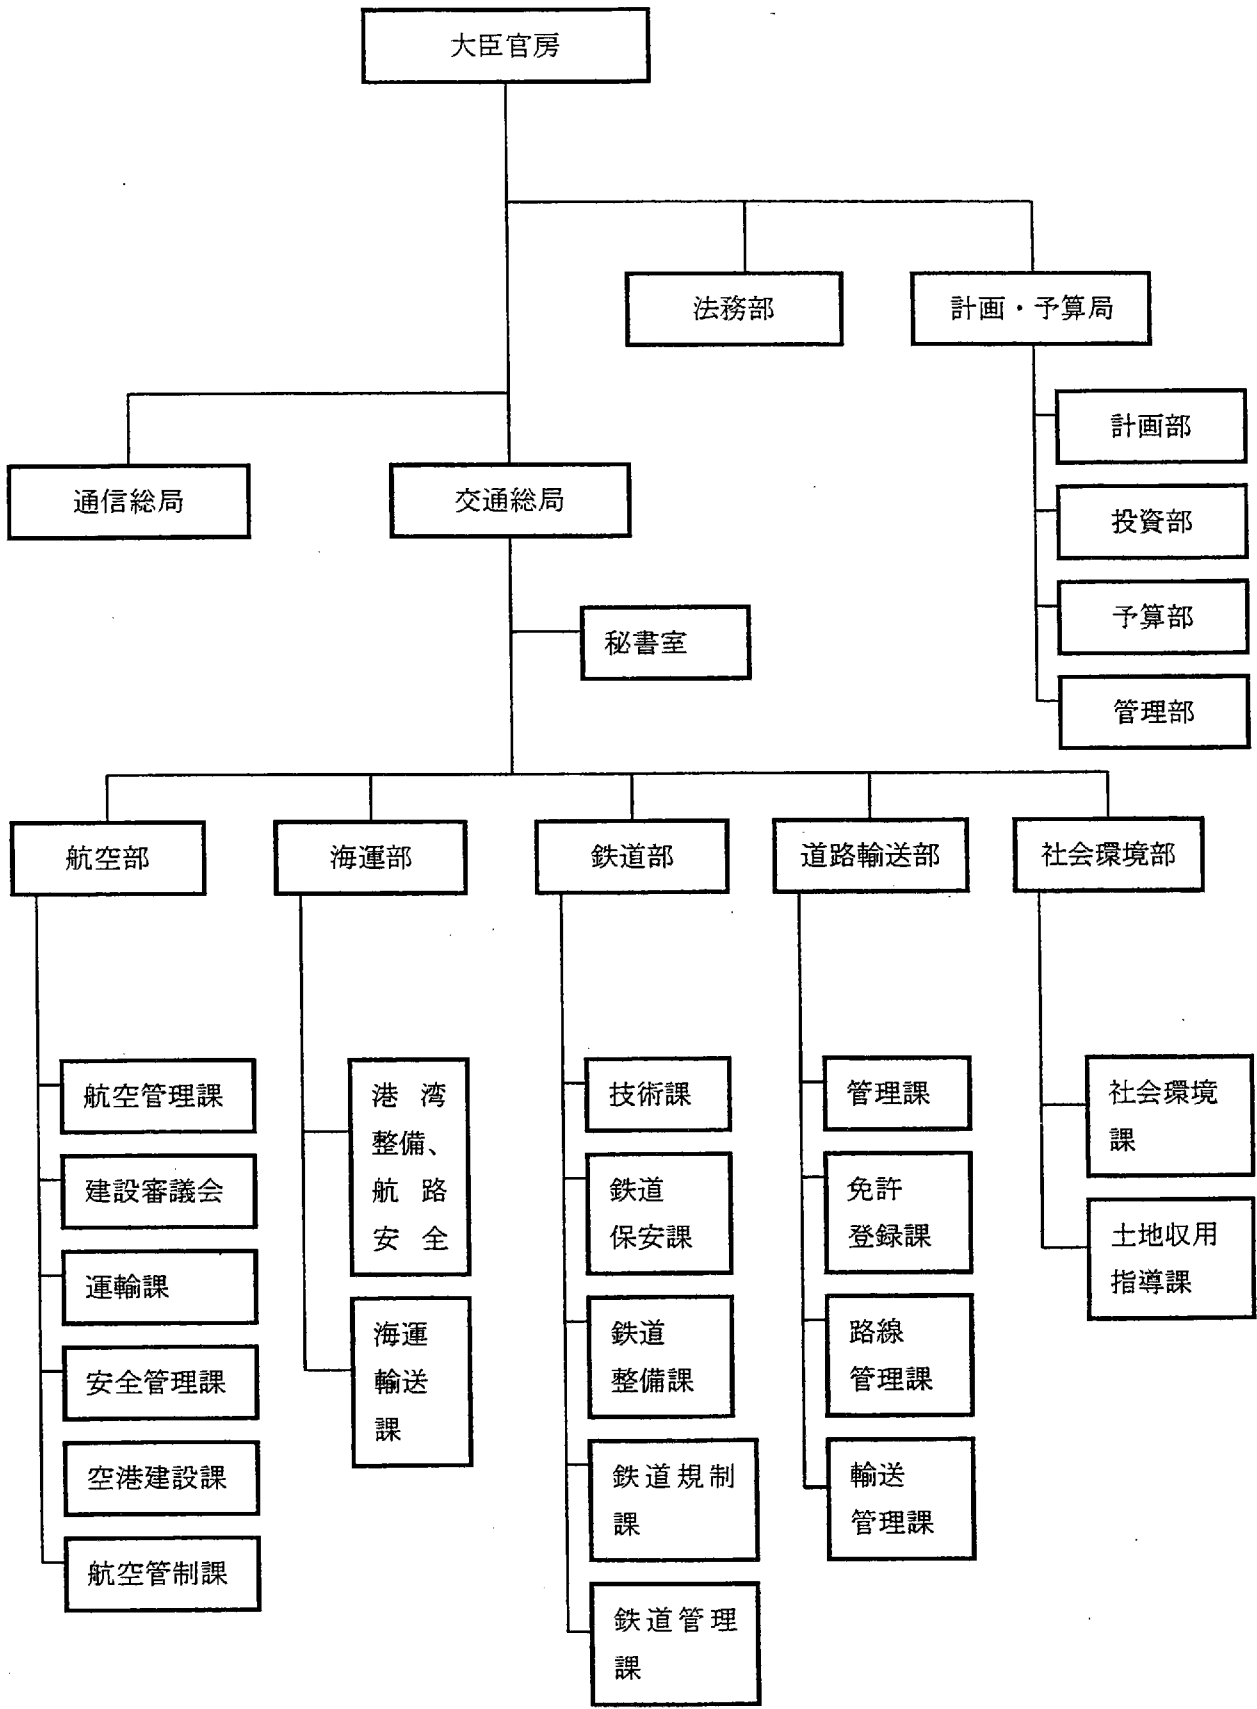 大臣官房
法務部
計画・予算局
計画部
投資部
予算部
管理部
通信総局
交通総局
秘書室
航空部
海運部
鉄道部
道路輸送部
社会環境部
航空管理課
建設審議会
運輸課
安全管理課
空港建設課
航空管制課
港湾
整備、
航路
安全
海運
輸送
課
技術課
鉄道
保安課
鉄道
整備課
鉄道規制
課
鉄道管理
課
管理課
免許
登録課
路線
管理課
輸送
管理課
社会環境
課
土地収用
指導課